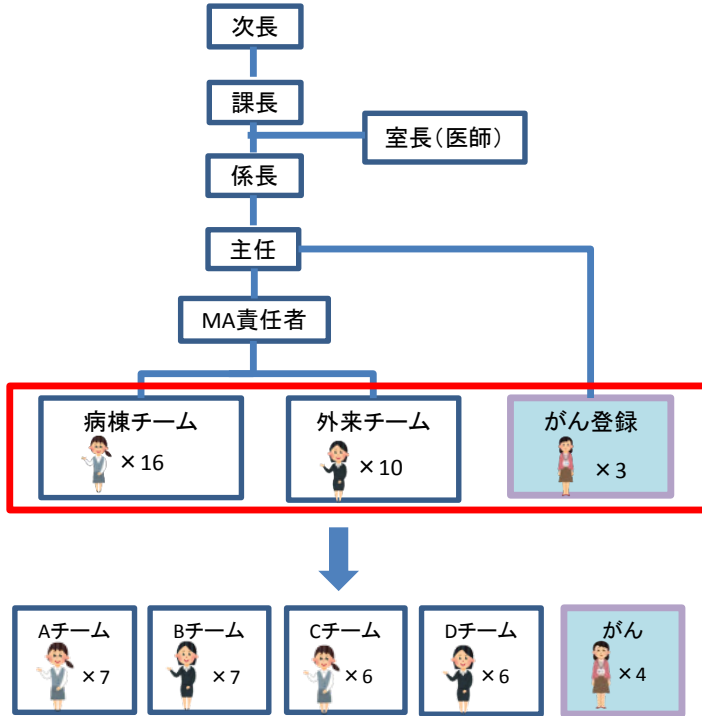 次長
課長
室長（医師）
係長
主任
MA責任者
病棟チーム
×16
外来チーム
×10
がん登録
×3
Aチーム
×7
Bチーム
×7
Cチーム
×6
Dチーム
×6
がん
×4